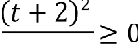 (t + 2)²
≥ 0